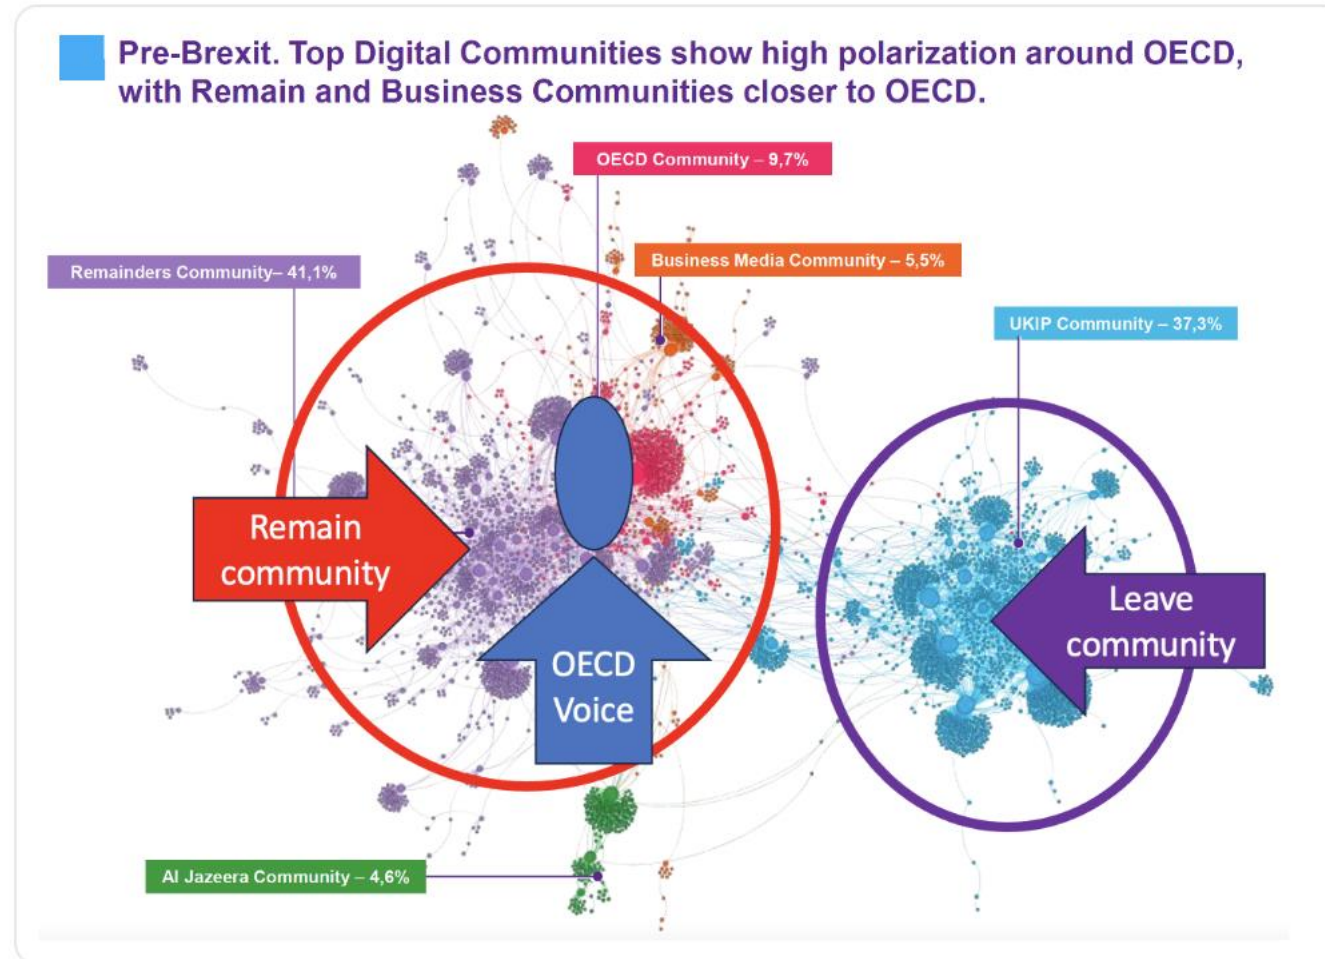 Pre-Brexit. Top Digital Communities show high polarization around OECD,
with Remain and Business Communities closer to OECD.
OECD Community – 9,7%
Business Media Community – 5,5%
Remainders Community– 41,1%
UKIP Community – 37,3%
Remain
community
Leave
community
OECD
Voice
Al Jazeera Community – 4,6%